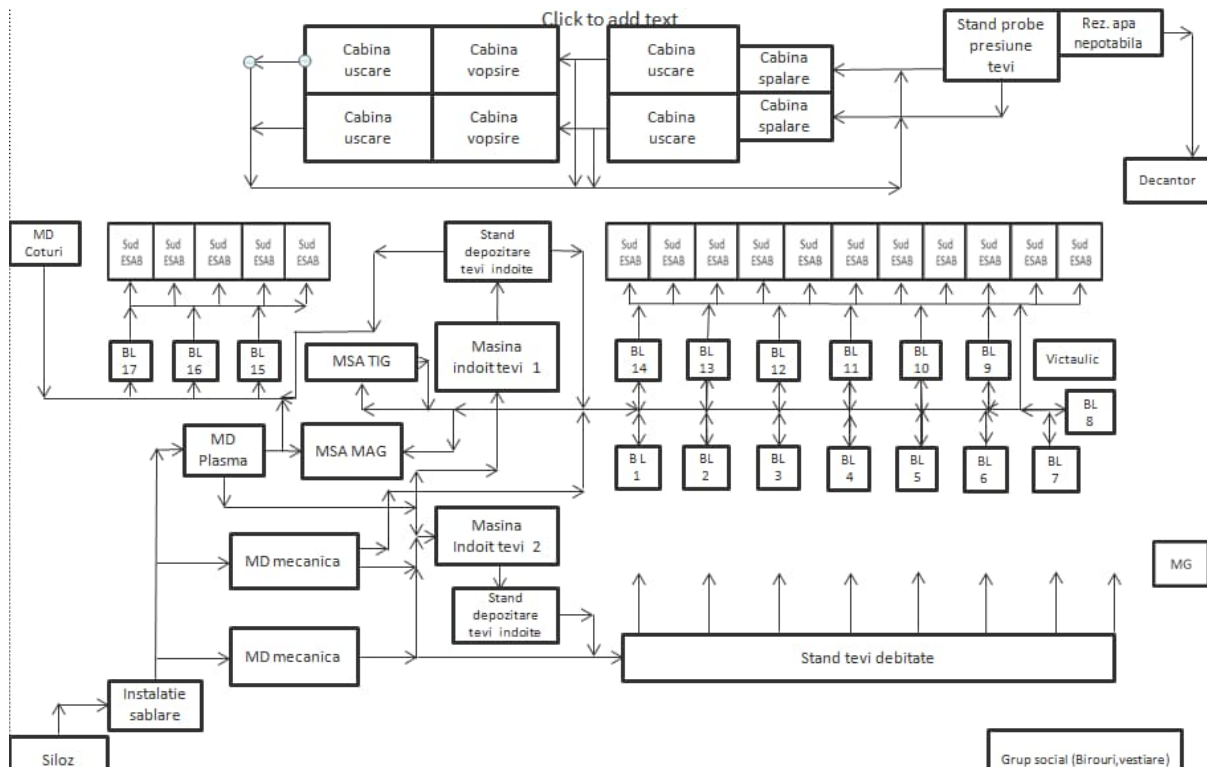 Click to add text
Cabina
uscare
Cabina
vopsire
Cabina
uscare
Cabina
spalare
Stand probe
presiune
tevi
Rez. apa
nepotabila
Cabina
uscare
Cabina
vopsire
Cabina
uscare
Cabina
spalare
Decantor
MD
Coturi
Sud
ESAB
Sud
ESAB
Sud
ESAB
Sud
ESAB
Sud
ESAB
Stand
depozitare
tevi indoite
Sud
ESAB
Sud
ESAB
Sud
ESAB
Sud
ESAB
Sud
ESAB
Sud
ESAB
Sud
ESAB
Sud
ESAB
Sud
ESAB
Sud
ESAB
Sud
ESAB
BL
17
BL
16
BL
15
MSA TIG
Masina
indoit tevi 1
BL
14
BL
13
BL
12
BL
11
BL
10
BL
9
Victaulic
BL
8
MD
Plasma
MSA MAG
BL
1
BL
2
BL
3
BL
4
BL
5
BL
6
BL
7
MD mecanica
Masina
Indoit tevi 2
MG
Stand
depozitare
tevi indoite
MD mecanica
Stand tevi debitate
Instalatie
sablare
Siloz
Grup social (Birouri,vestiare)